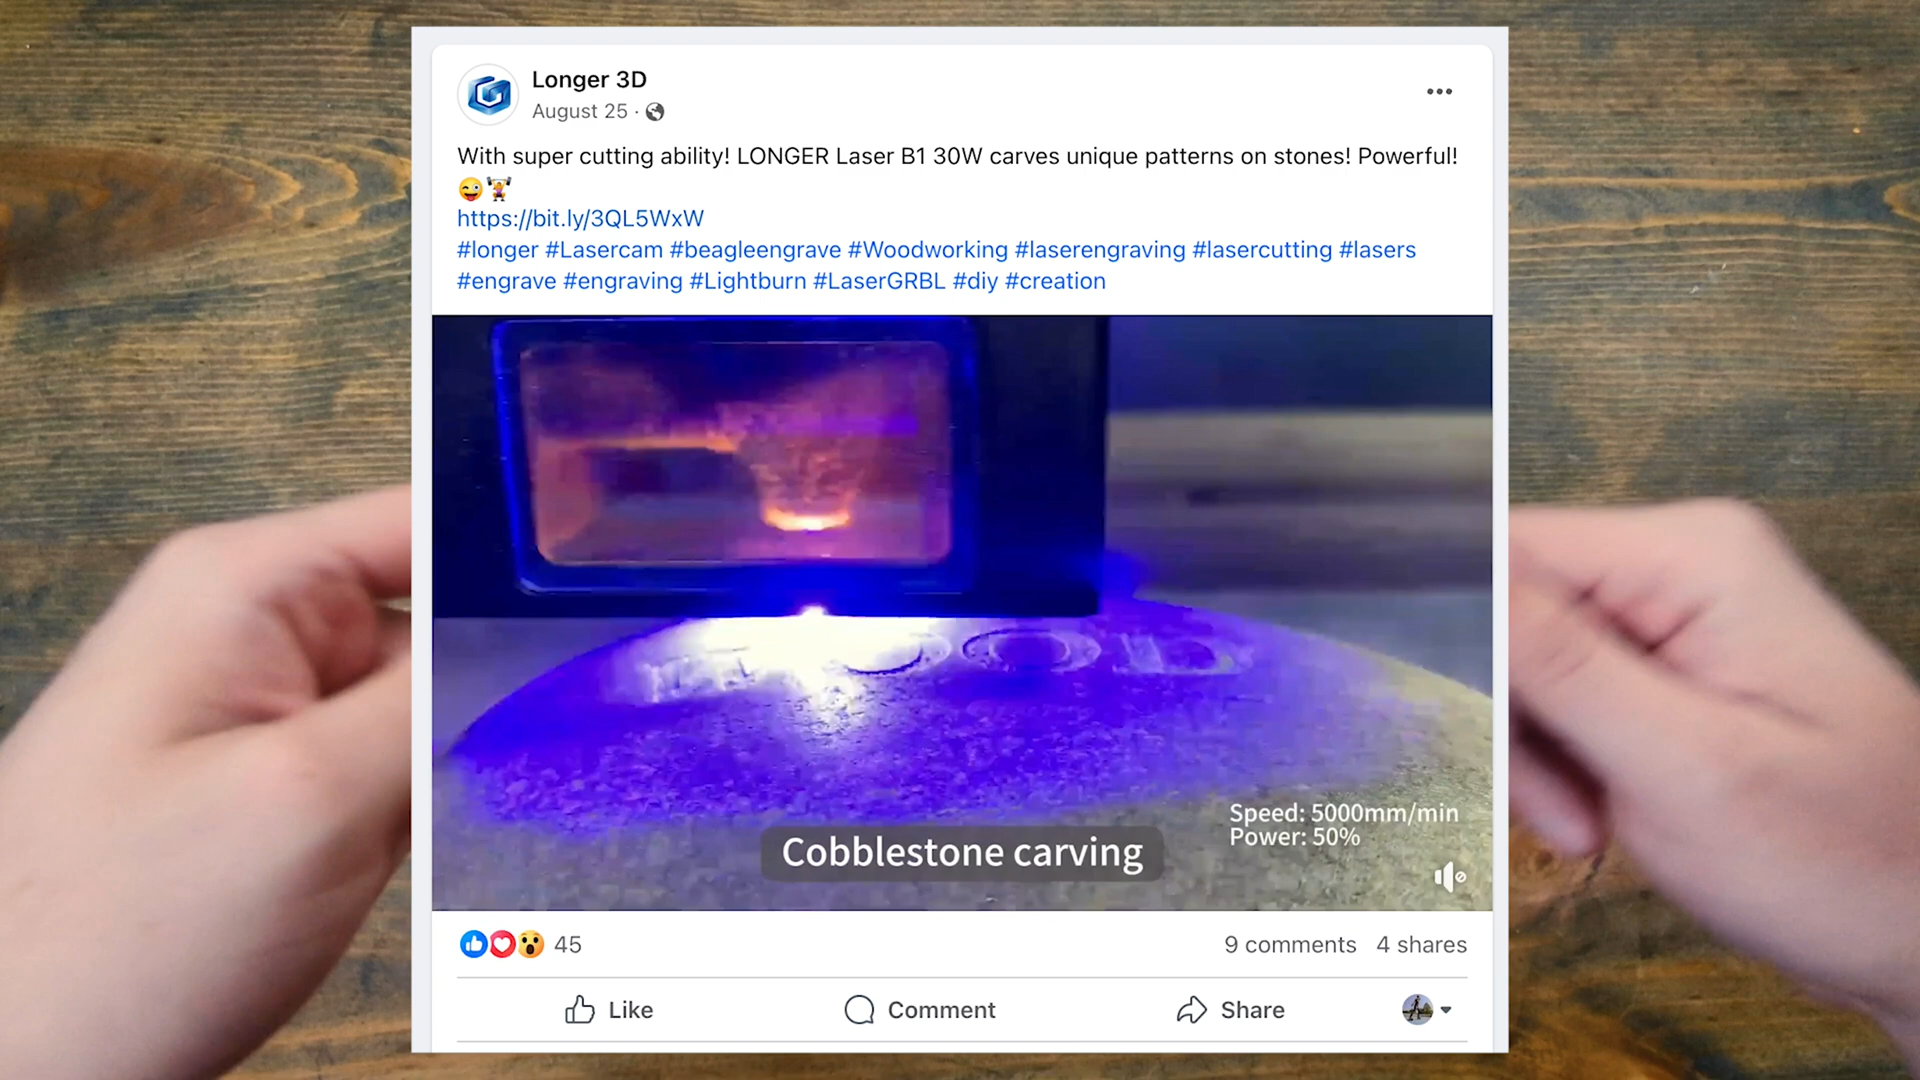 Longer 3D
August 25 ·
With super cutting ability! LONGER Laser B1 30W carves unique patterns on stones! Powerful!
😜🏋️‍♀️
https://bit.ly/3QL5WxW
#longer #Lasercam #beagleengrave #Woodworking #laserengraving #lasercutting #lasers
#engrave #engraving #Lightburn #LaserGRBL #diy #creation
Speed: 5000mm/min
Power: 50%
Cobblestone carving
45
9 comments 4 shares
Like Comment Share